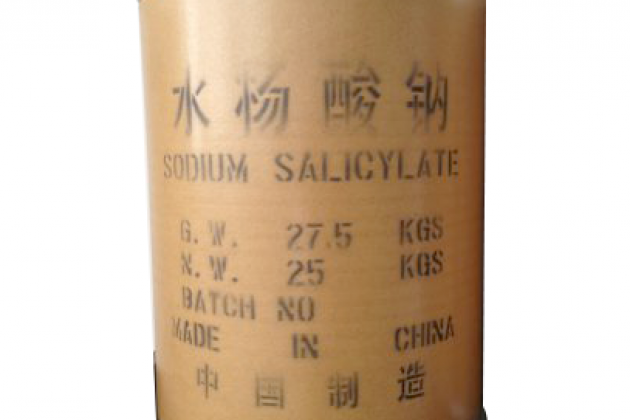 水杨酸钠
SODIUM SALICYLATE
G.W. 27.5 KGS
N.W. 25 KGS
BATCH NO
MADE IN CHINA
中国制造